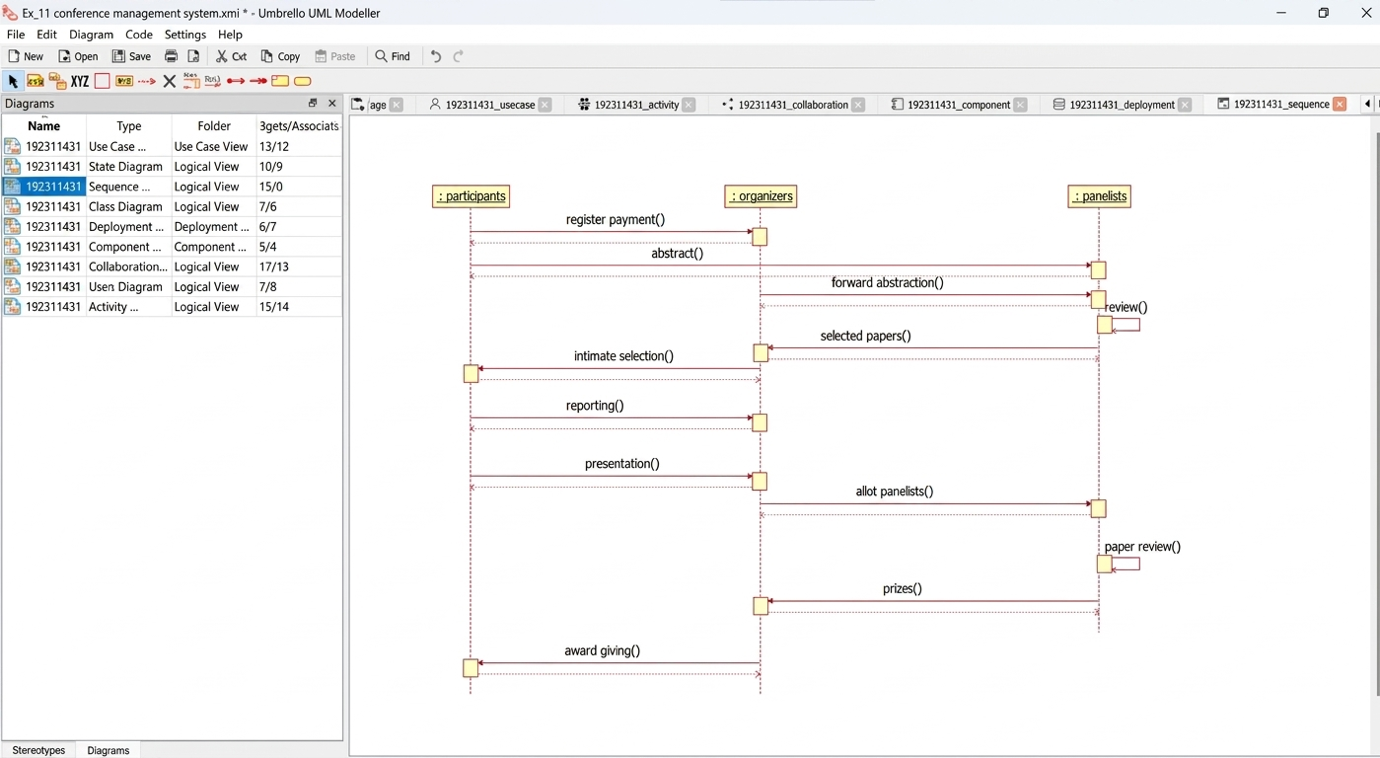 Ex_11 conference management system.xmi * - Umbrello UML Modeller
File Edit Diagram Code Settings Help
New Open Save Cxt Copy Paste Find
XYZ
Diagrams
Name Type Folder 3gets/Associats
192311431 Use Case ... Use Case View 13/12
192311431 State Diagram Logical View 10/9
192311431 Sequence ... Logical View 15/0
192311431 Class Diagram Logical View 7/6
192311431 Deployment ... Deployment ... 6/7
192311431 Component ... Component ... 5/4
192311431 Collaboration... Logical View 17/13
192311431 Usen Diagram Logical View 7/8
192311431 Activity ... Logical View 15/14
Stereotypes Diagrams
age 192311431_usecase 192311431_activity 192311431_collaboration 192311431_component 192311431_deployment 192311431_sequence
: participants : organizers : panelists
register payment()
abstract()
forward abstraction()
review()
selected papers()
intimate selection()
reporting()
presentation()
allot panelists()
paper review()
prizes()
award giving()